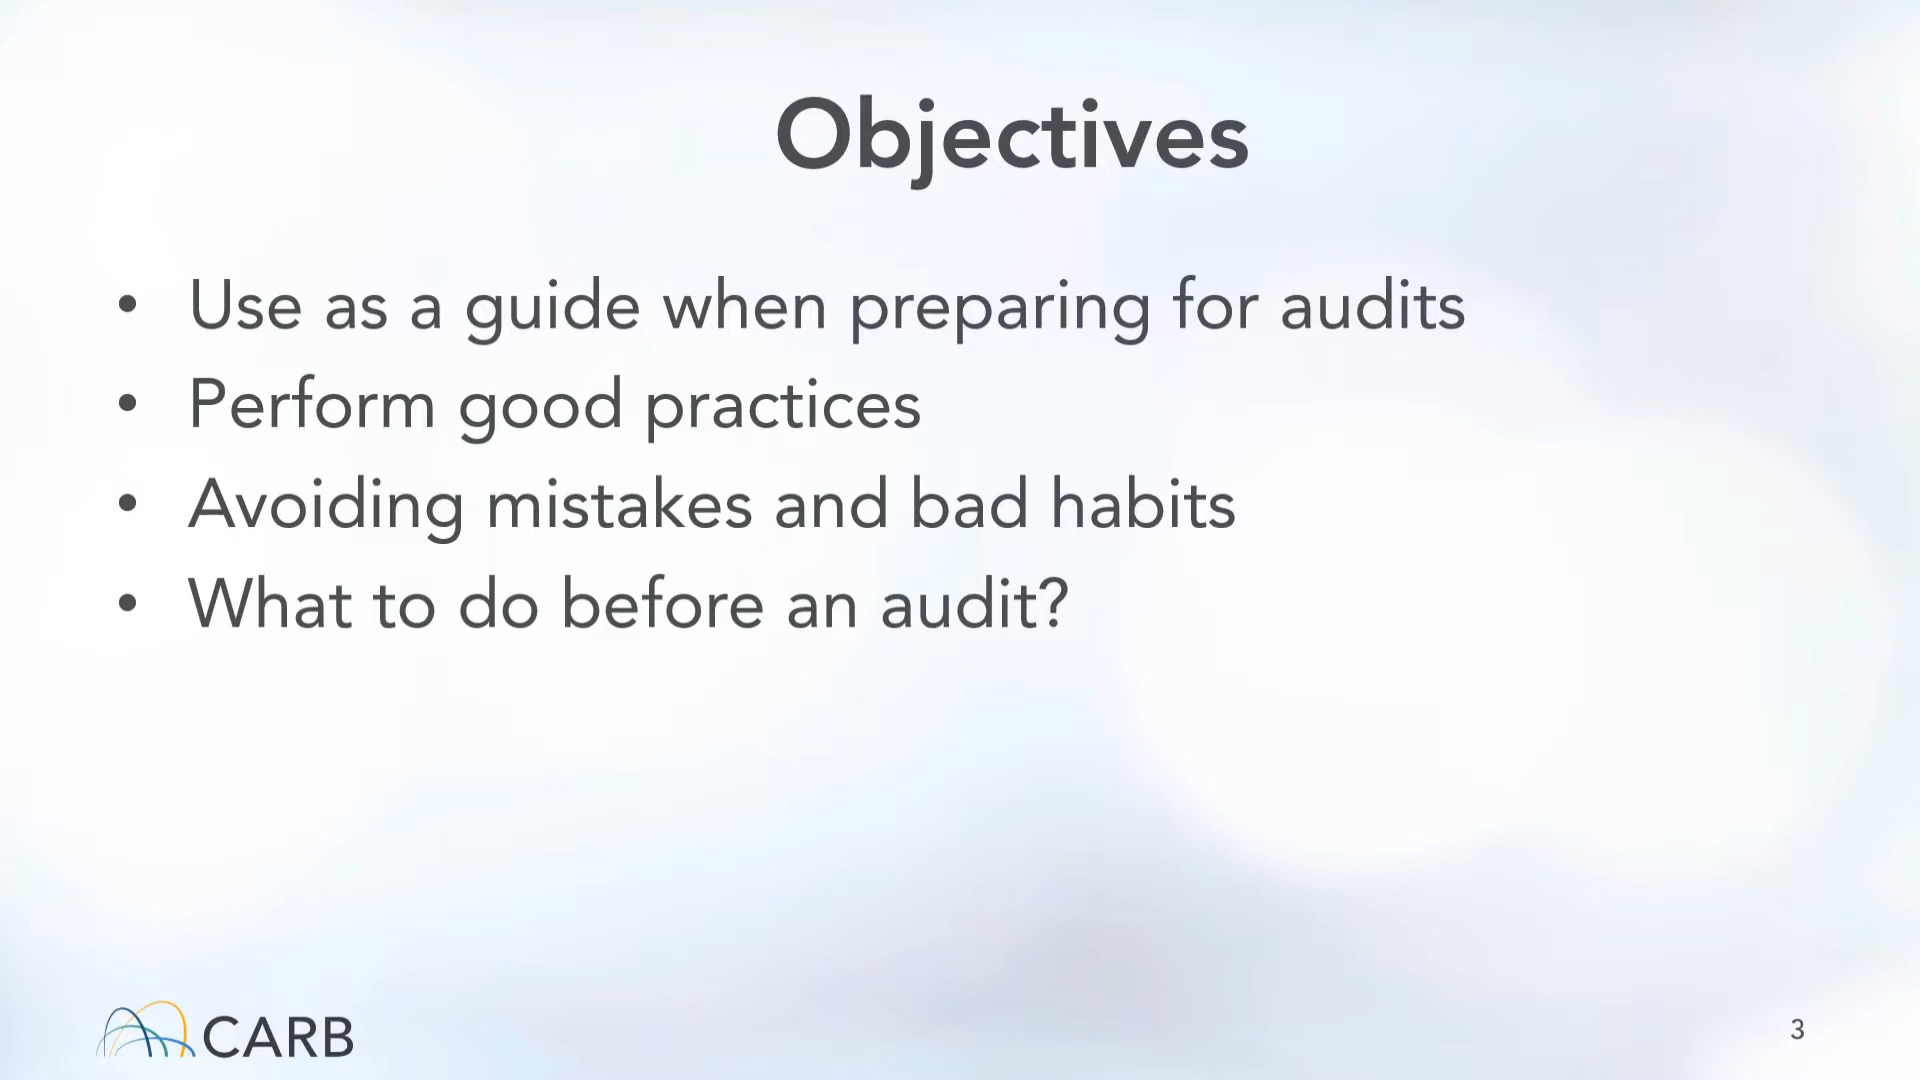 Objectives
• Use as a guide when preparing for audits
• Perform good practices
• Avoiding mistakes and bad habits
• What to do before an audit?
CARB
3